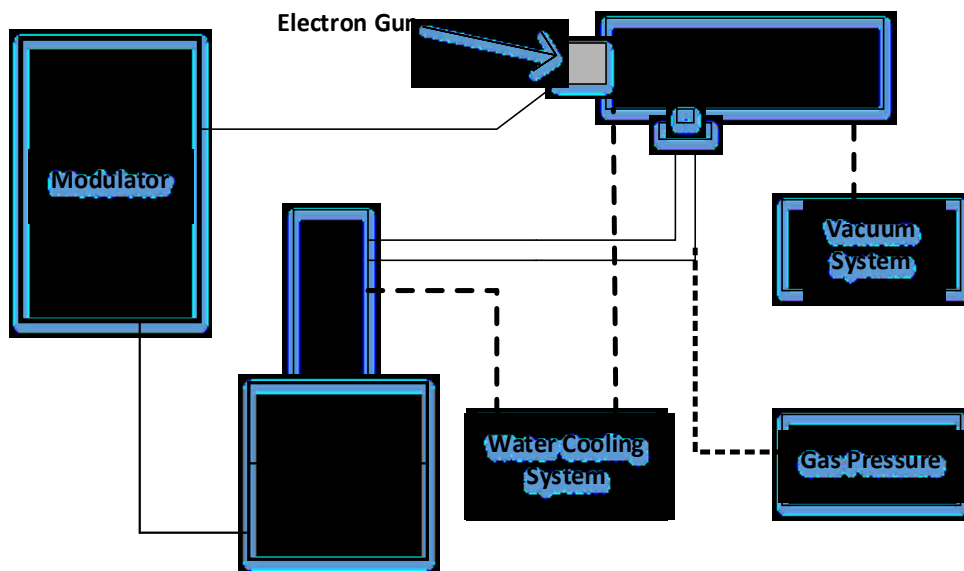 Electron Gun
Modulator
Vacuum
System
Water Cooling
System
Gas Pressure